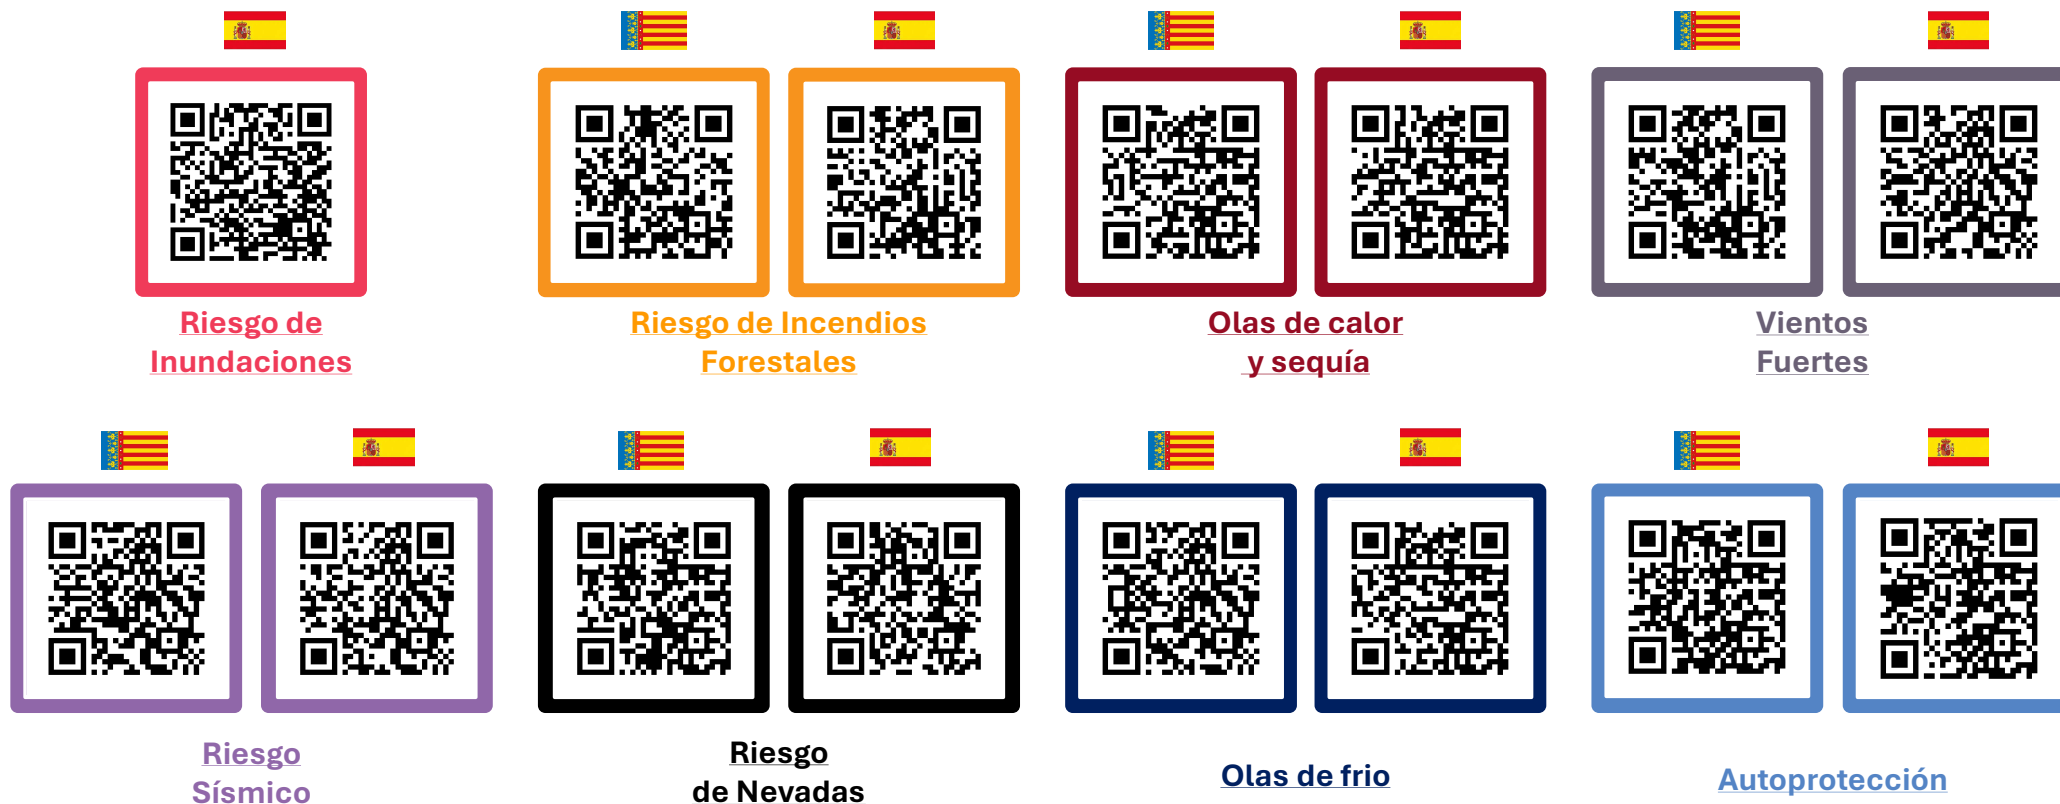 Riesgo de
Inundaciones
Riesgo de Incendios
Forestales
Olas de calor
y sequía
Vientos
Fuertes
Riesgo
Sísmico
Riesgo
de Nevadas
Olas de frio
Autoprotección